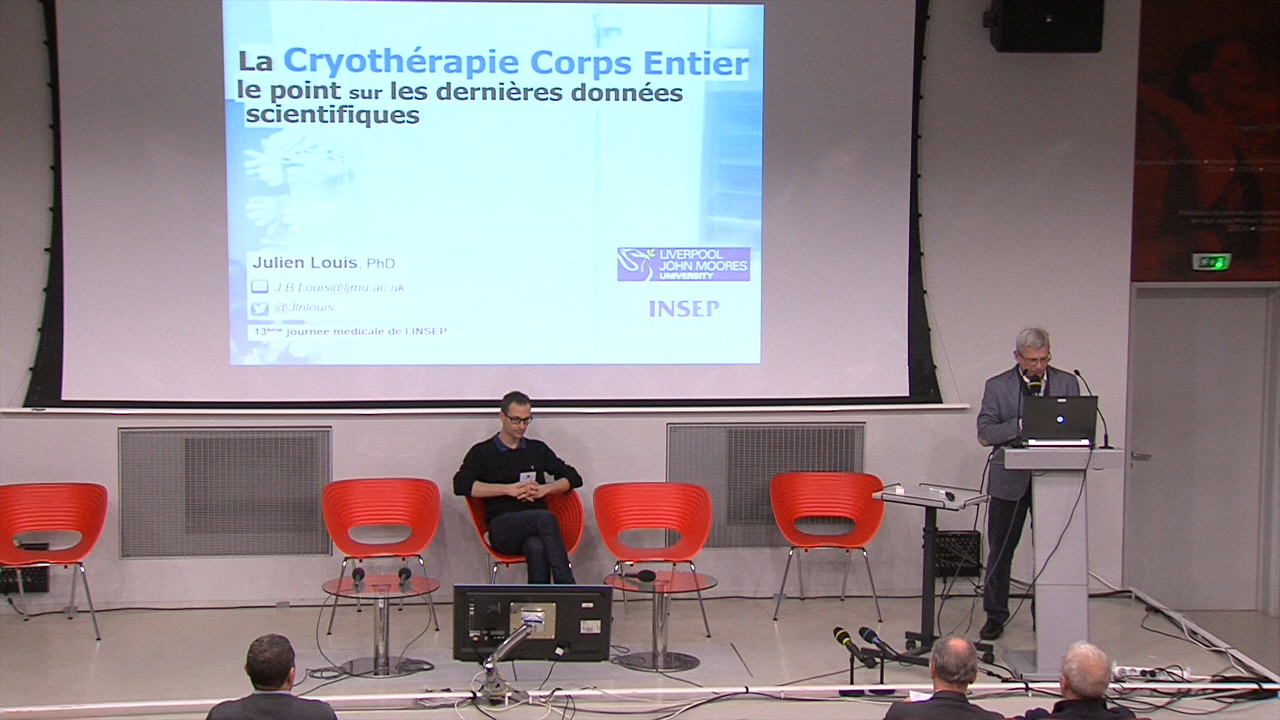 La Cryothérapie Corps Entier
le point sur les dernières données
scientifiques
Julien Louis, PhD
J.B.Louis@ljmu.ac.uk
@Jlnlouis
13ème journée médicale de l'INSEP
LIVERPOOL
JOHN MOORES
UNIVERSITY
INSEP